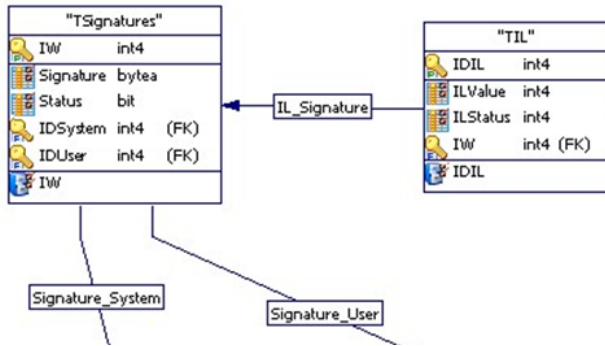 "TSignatures"
IW int4
Signature bytea
Status bit
IDSystem int4 (FK)
IDUser int4 (FK)
IW
IL_Signature
"TIL"
IDIL int4
ILValue int4
ILStatus int4
IW int4 (FK)
IDIL
Signature_System
Signature_User